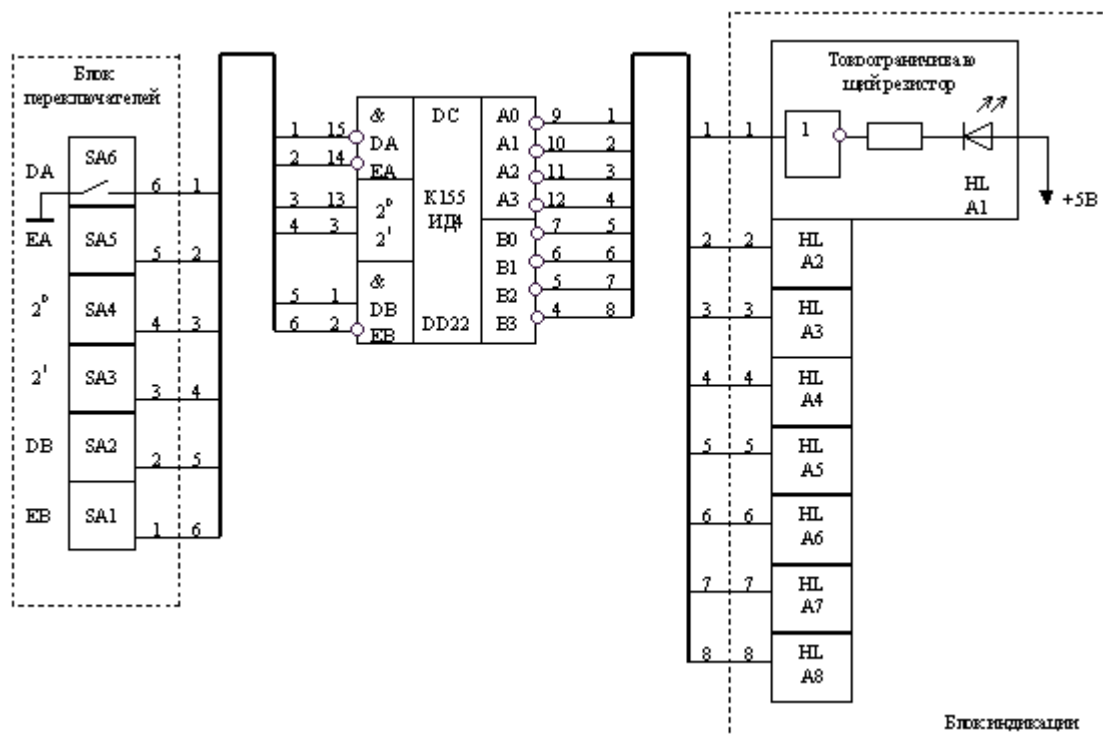 Блок
переключателей
DA
SA6
6 1
EA
SA5
5 2
2⁰
SA4
4 3
2¹
SA3
3 4
DB
SA2
2 5
EB
SA1
1 6
& DC A0
1 15 DA 9 1
A1
2 14 EA 10 2
A2 11 3
3 13 2⁰ К155 A3 12 4
4 3 2¹ ИД4 B0 7 5
B1 6 6
& B2 5 7
5 1 DB
6 2 EB DD22 B3 4 8
Токрограничиваю
щий резистор
1 1 1
HL
A1
+5В
2 2 HL
A2
3 3 HL
A3
4 4 HL
A4
5 5 HL
A5
6 6 HL
A6
7 7 HL
A7
8 8 HL
A8
Блок индикации